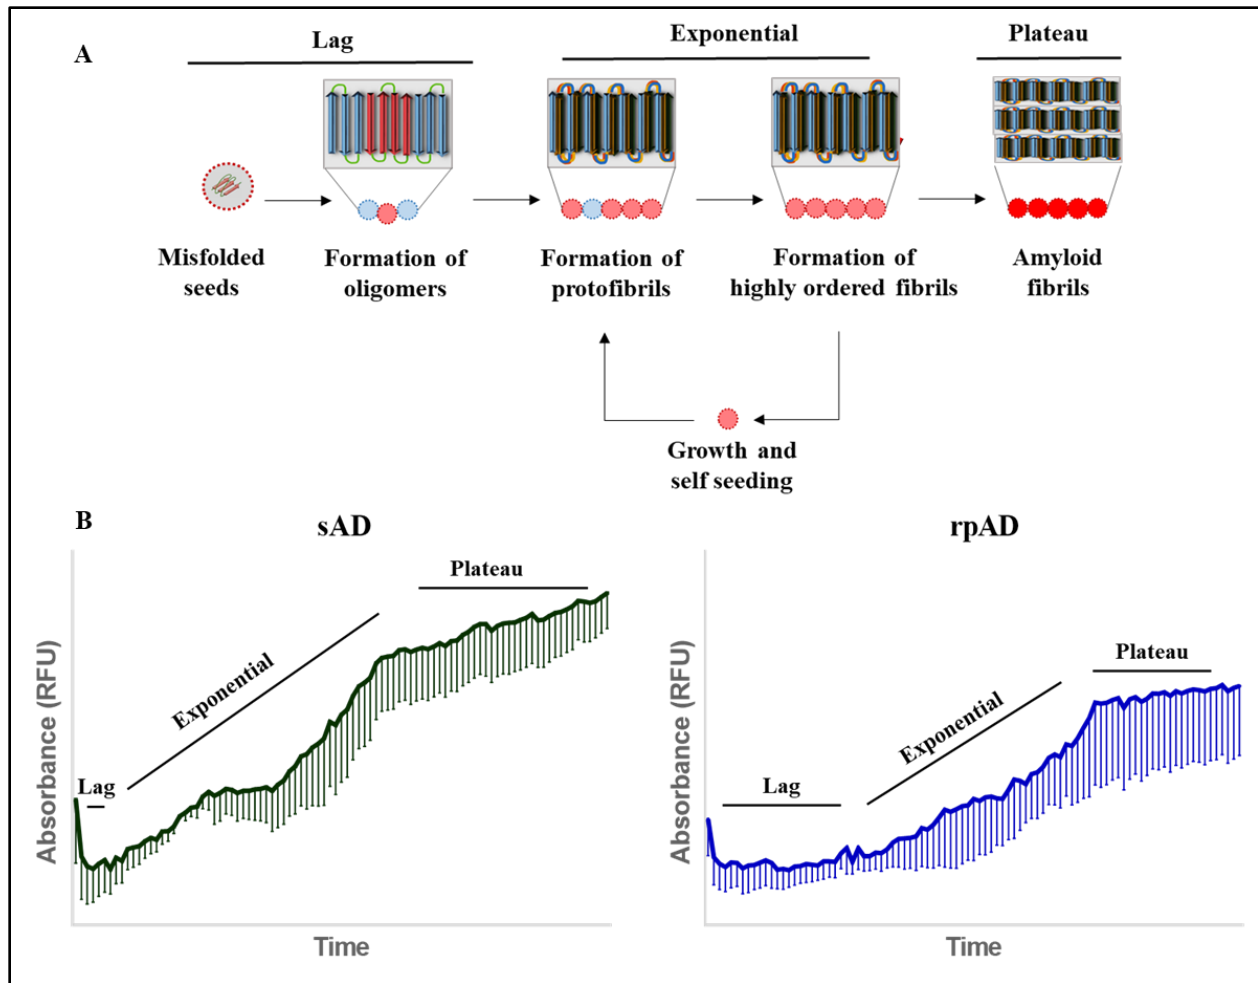 A
Lag
Exponential
Plateau
Misfolded
seeds
Formation of
oligomers
Formation of
protofibrils
Formation of
highly ordered fibrils
Amyloid
fibrils
Growth and
self seeding
B
sAD
Absorbance (RFU)
Lag
Exponential
Plateau
Time
rpAD
Absorbance (RFU)
Lag
Exponential
Plateau
Time